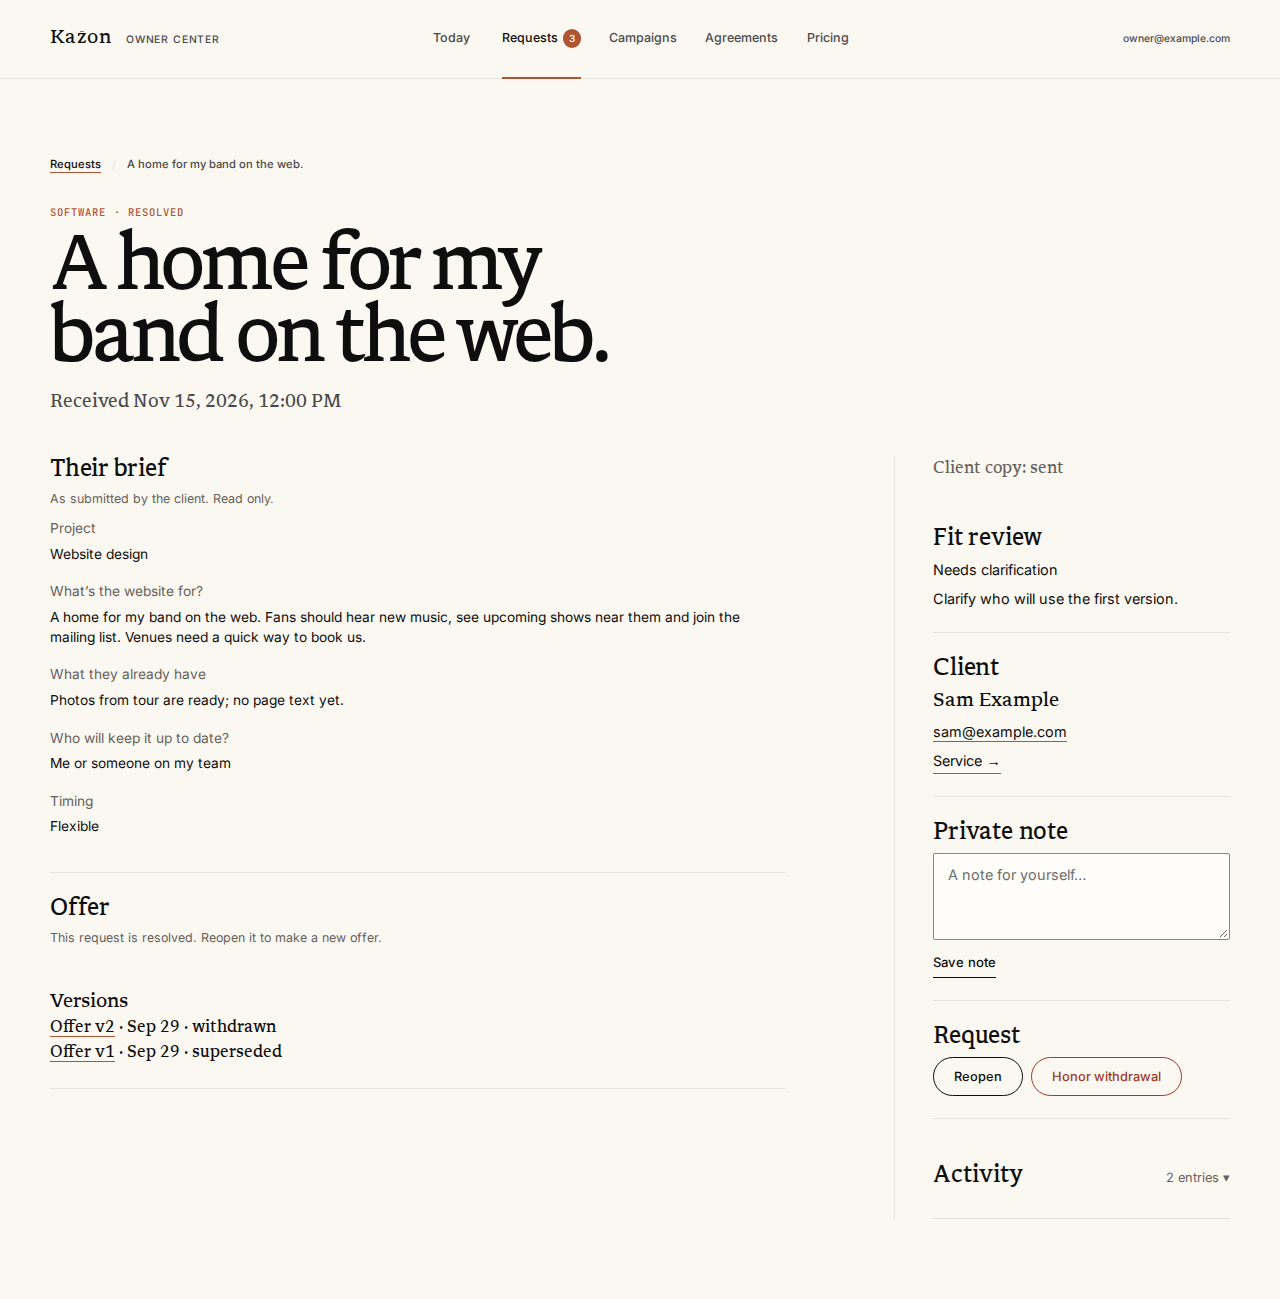 Kažon OWNER CENTER
Today
Requests 3
Campaigns
Agreements
Pricing
owner@example.com
Requests / A home for my band on the web.
SOFTWARE · RESOLVED
A home for my
band on the web.
Received Nov 15, 2026, 12:00 PM
Their brief
As submitted by the client. Read only.
Project
Website design
What's the website for?
A home for my band on the web. Fans should hear new music, see upcoming shows near them and join the
mailing list. Venues need a quick way to book us.
What they already have
Photos from tour are ready; no page text yet.
Who will keep it up to date?
Me or someone on my team
Timing
Flexible
Offer
This request is resolved. Reopen it to make a new offer.
Versions
Offer v2 · Sep 29 · withdrawn
Offer v1 · Sep 29 · superseded
Client copy: sent
Fit review
Needs clarification
Clarify who will use the first version.
Client
Sam Example
sam@example.com
Service →
Private note
A note for yourself...
Save note
Request
Reopen
Honor withdrawal
Activity
2 entries ▾